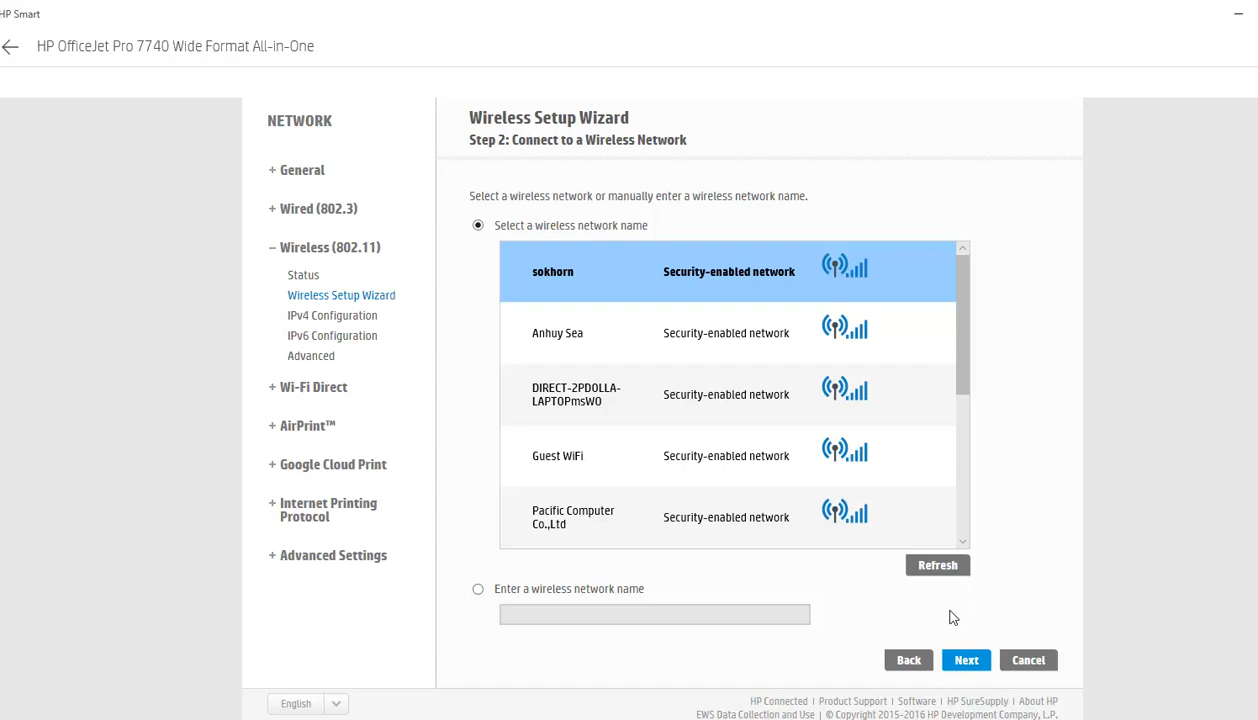 HP Smart
HP OfficeJet Pro 7740 Wide Format All-in-One
NETWORK
+ General
+ Wired (802.3)
– Wireless (802.11)
Status
Wireless Setup Wizard
IPv4 Configuration
IPv6 Configuration
Advanced
+ Wi-Fi Direct
+ AirPrint™
+ Google Cloud Print
+ Internet Printing
Protocol
+ Advanced Settings
Wireless Setup Wizard
Step 2: Connect to a Wireless Network
Select a wireless network or manually enter a wireless network name.
Select a wireless network name
sokhorn Security-enabled network
Anhuy Sea Security-enabled network
DIRECT-2PDOLLA-
LAPTOPmsWO Security-enabled network
Guest WiFi Security-enabled network
Pacific Computer
Co.,Ltd Security-enabled network
Refresh
Enter a wireless network name
Back Next Cancel
English
HP Connected | Product Support | Software | HP SureSupply | About HP
EWS Data Collection and Use | © Copyright 2015-2016 HP Development Company, L.P.